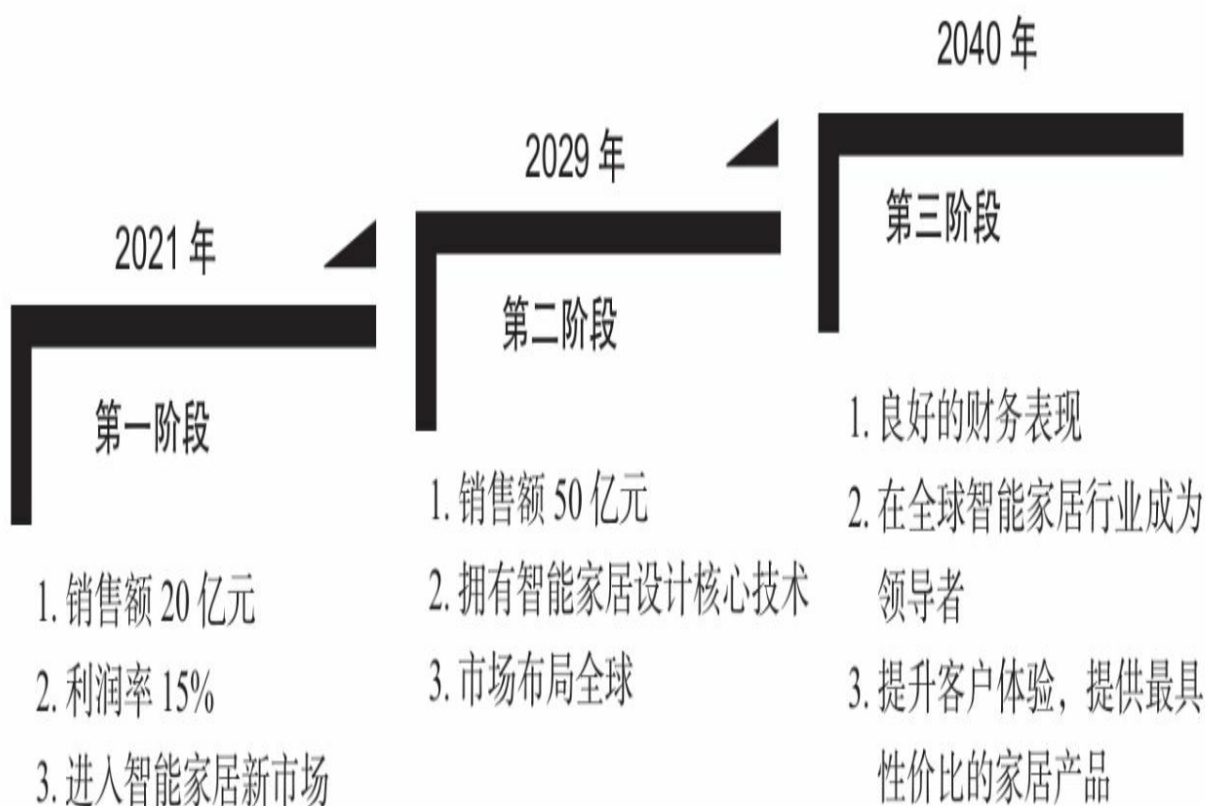 2021 年
第一阶段
1. 销售额 20 亿元
2. 利润率 15%
3. 进入智能家居新市场
2029 年
第二阶段
1. 销售额 50 亿元
2. 拥有智能家居设计核心技术
3. 市场布局全球
2040 年
第三阶段
1. 良好的财务表现
2. 在全球智能家居行业成为
领导者
3. 提升客户体验，提供最具
性价比的家居产品